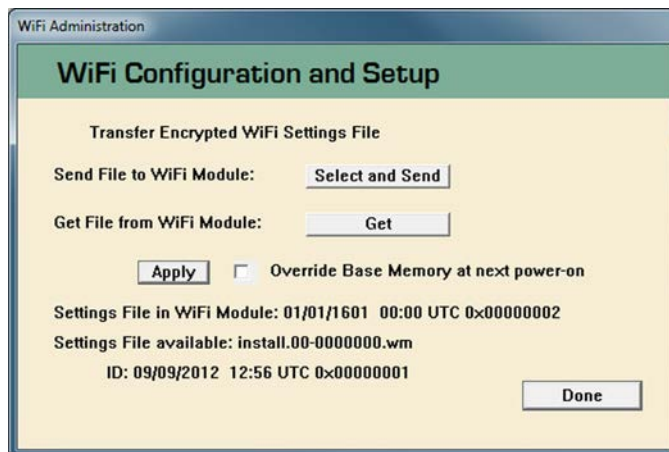 WiFi Administration
WiFi Configuration and Setup
Transfer Encrypted WiFi Settings File
Send File to WiFi Module: Select and Send
Get File from WiFi Module: Get
Apply Override Base Memory at next power-on
Settings File in WiFi Module: 01/01/1601 00:00 UTC 0x00000002
Settings File available: install.00-0000000.wm
ID: 09/09/2012 12:56 UTC 0x00000001
Done